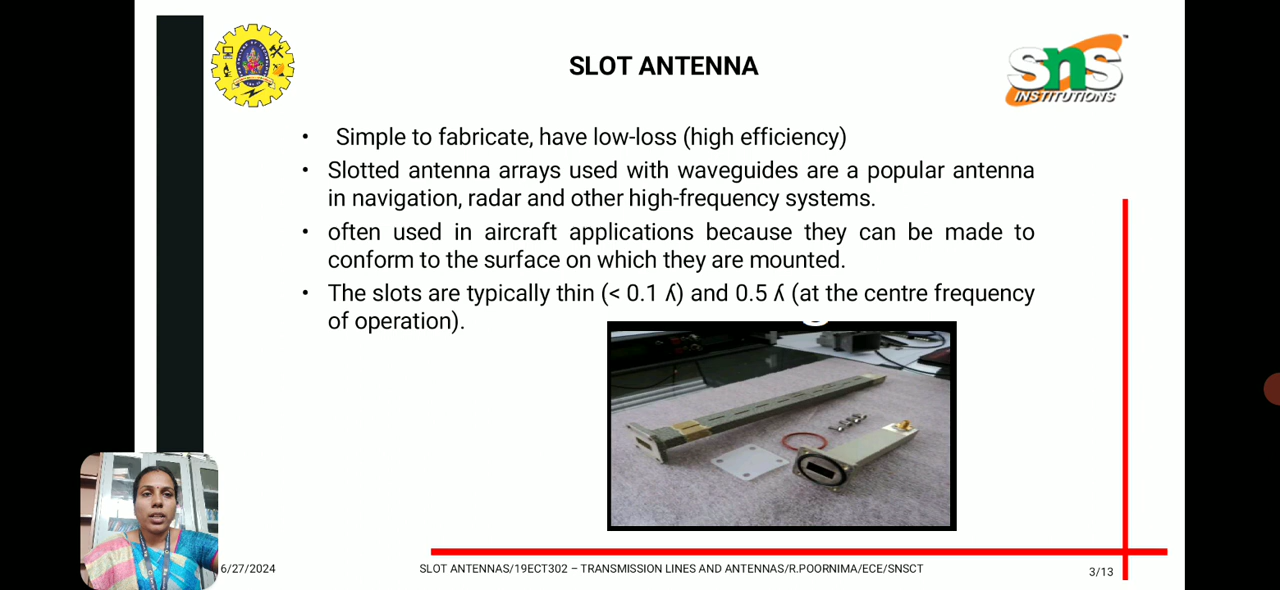 SLOT ANTENNA
SNS
INSTITUTIONS
• Simple to fabricate, have low-loss (high efficiency)
• Slotted antenna arrays used with waveguides are a popular antenna
in navigation, radar and other high-frequency systems.
• often used in aircraft applications because they can be made to
conform to the surface on which they are mounted.
• The slots are typically thin (< 0.1 ʎ) and 0.5 ʎ (at the centre frequency
of operation).
6/27/2024
SLOT ANTENNAS/19ECT302 – TRANSMISSION LINES AND ANTENNAS/R.POORNIMA/ECE/SNSCT
3/13